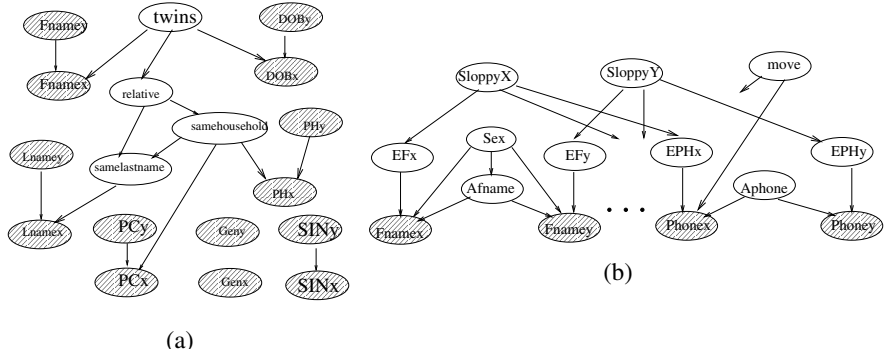 Fnamey
twins
DOBy
Fnamex
DOBx
relative
samehousehold
PHy
Lnamey
samelastname
PHx
Lnamex
PCy
Geny
SINy
PCx
Genx
SINx
(a)
SloppyX
SloppyY
move
EFx
Sex
EFy
EPHx
EPHy
Afname
Aphone
Fnamex
Fnamey
. . .
Phonex
Phoney
(b)